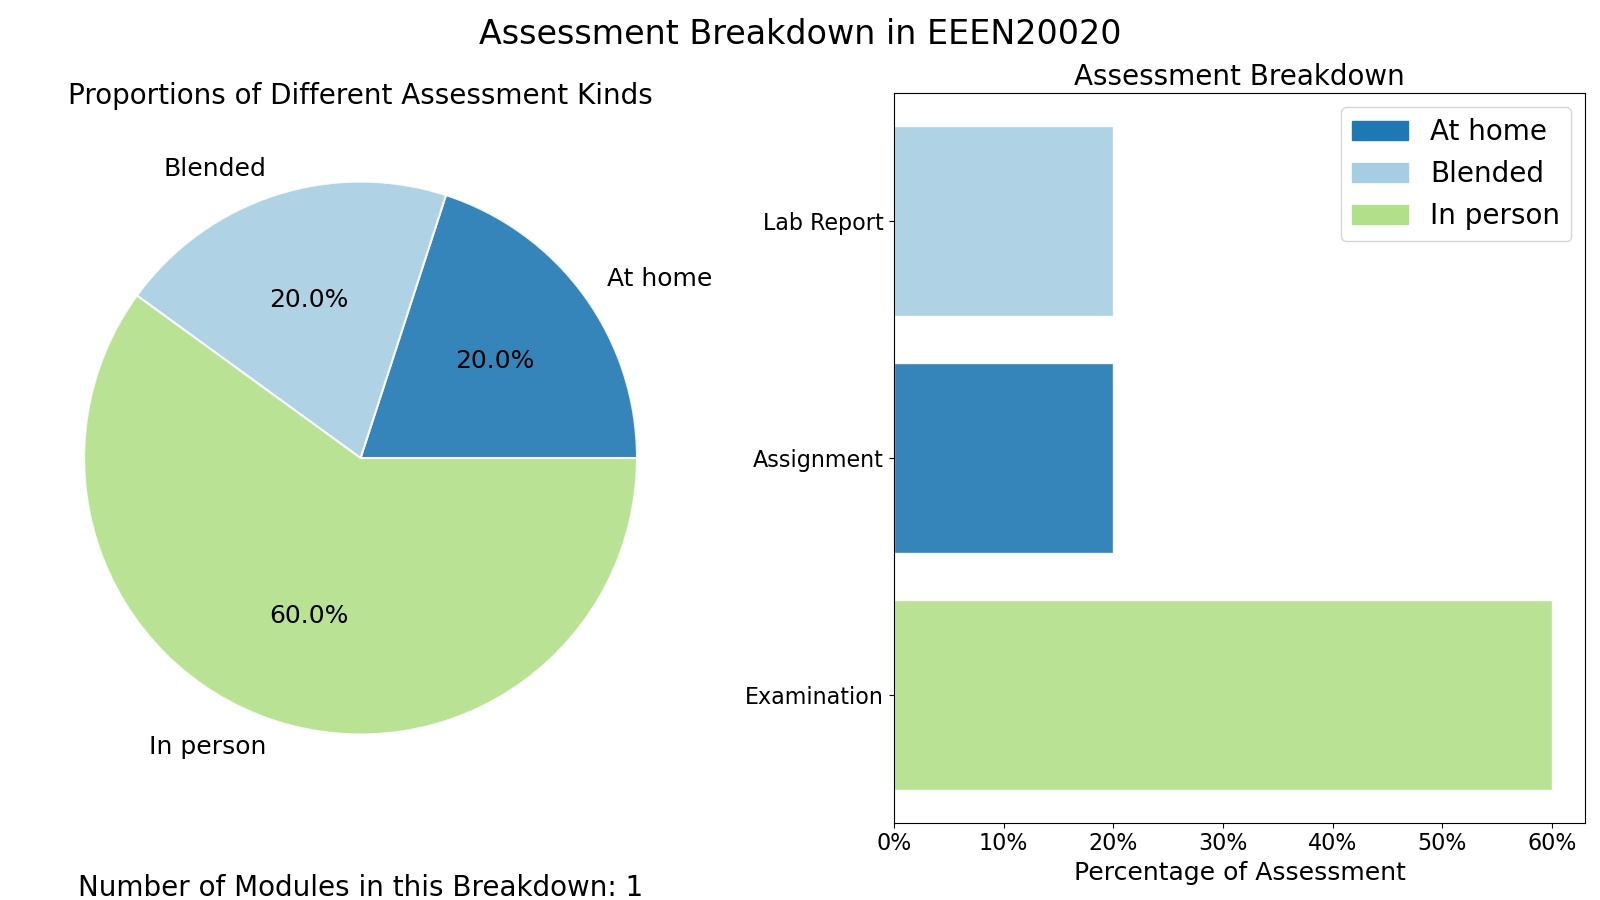 Assessment Breakdown in EEEN20020
Proportions of Different Assessment Kinds
Blended
At home
20.0%
20.0%
60.0%
In person
Number of Modules in this Breakdown: 1
Assessment Breakdown
At home
Blended
In person
Lab Report
Assignment
Examination
0% 10% 20% 30% 40% 50% 60%
Percentage of Assessment